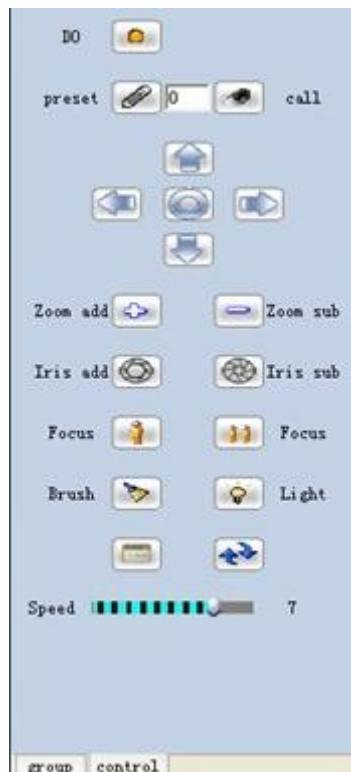 DO
preset 0 call
Zoom add Zoom sub
Iris add Iris sub
Focus Focus
Brush Light
Speed 7
group control